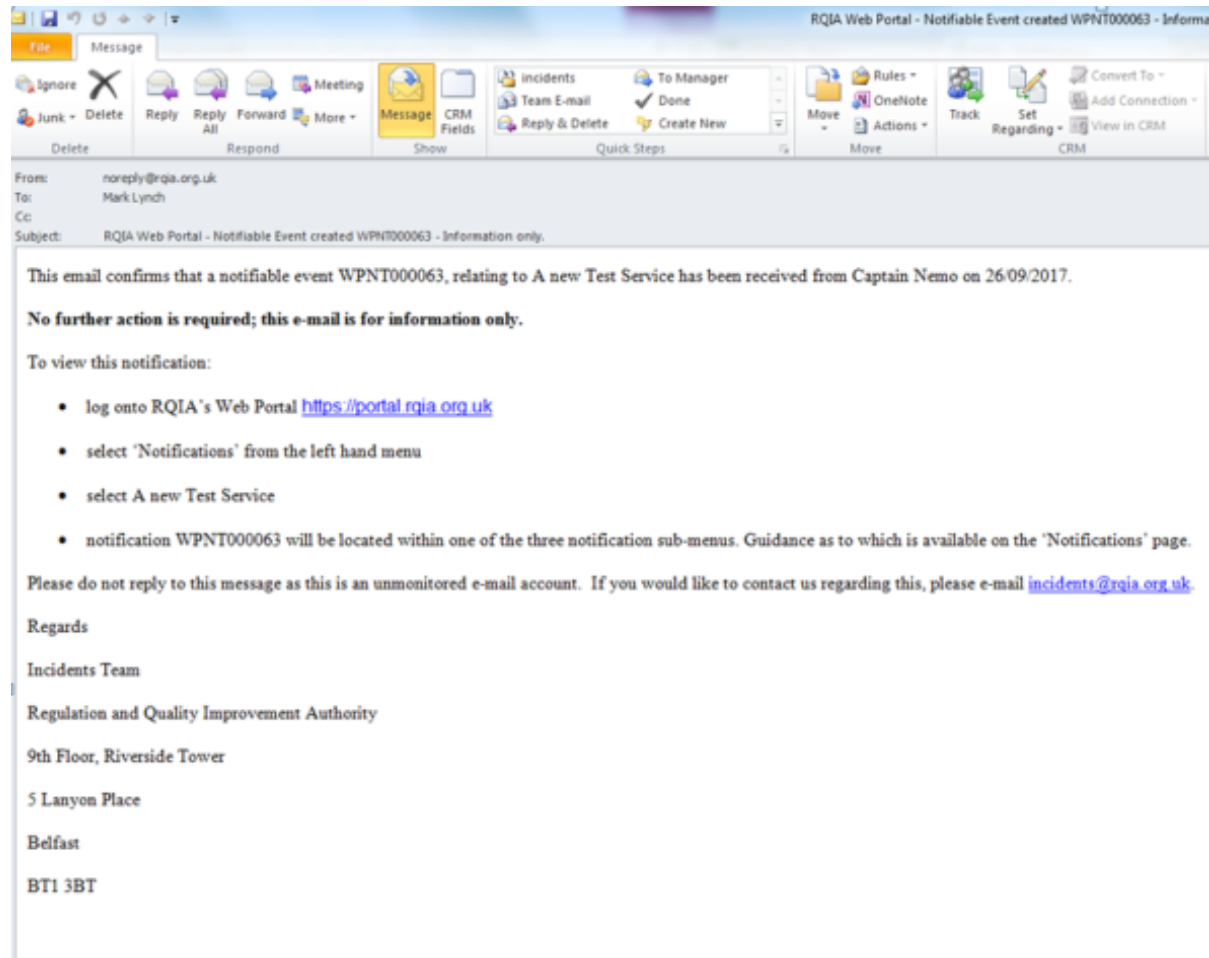 RQIA Web Portal - Notifiable Event created WPNT000063 - Informa
File Message
Ignore
Junk
Delete
Reply
Reply All
Forward
Meeting
More
Message
CRM Fields
incidents
Team E-mail
Reply & Delete
To Manager
Done
Create New
Move
Rules
OneNote
Actions
Track
Set Regarding
Convert To
Add Connection
View in CRM
Delete Respond Show Quick Steps Move CRM
From: noreply@rqia.org.uk
To: Mark Lynch
Cc:
Subject: RQIA Web Portal - Notifiable Event created WPNT000063 - Information only.
This email confirms that a notifiable event WPNT000063, relating to A new Test Service has been received from Captain Nemo on 26/09/2017.
No further action is required; this e-mail is for information only.
To view this notification:
• log onto RQIA's Web Portal https://portal.rqia.org.uk
• select 'Notifications' from the left hand menu
• select A new Test Service
• notification WPNT000063 will be located within one of the three notification sub-menus. Guidance as to which is available on the 'Notifications' page.
Please do not reply to this message as this is an unmonitored e-mail account. If you would like to contact us regarding this, please e-mail incidents@rqia.org.uk.
Regards
Incidents Team
Regulation and Quality Improvement Authority
9th Floor, Riverside Tower
5 Lanyon Place
Belfast
BT1 3BT